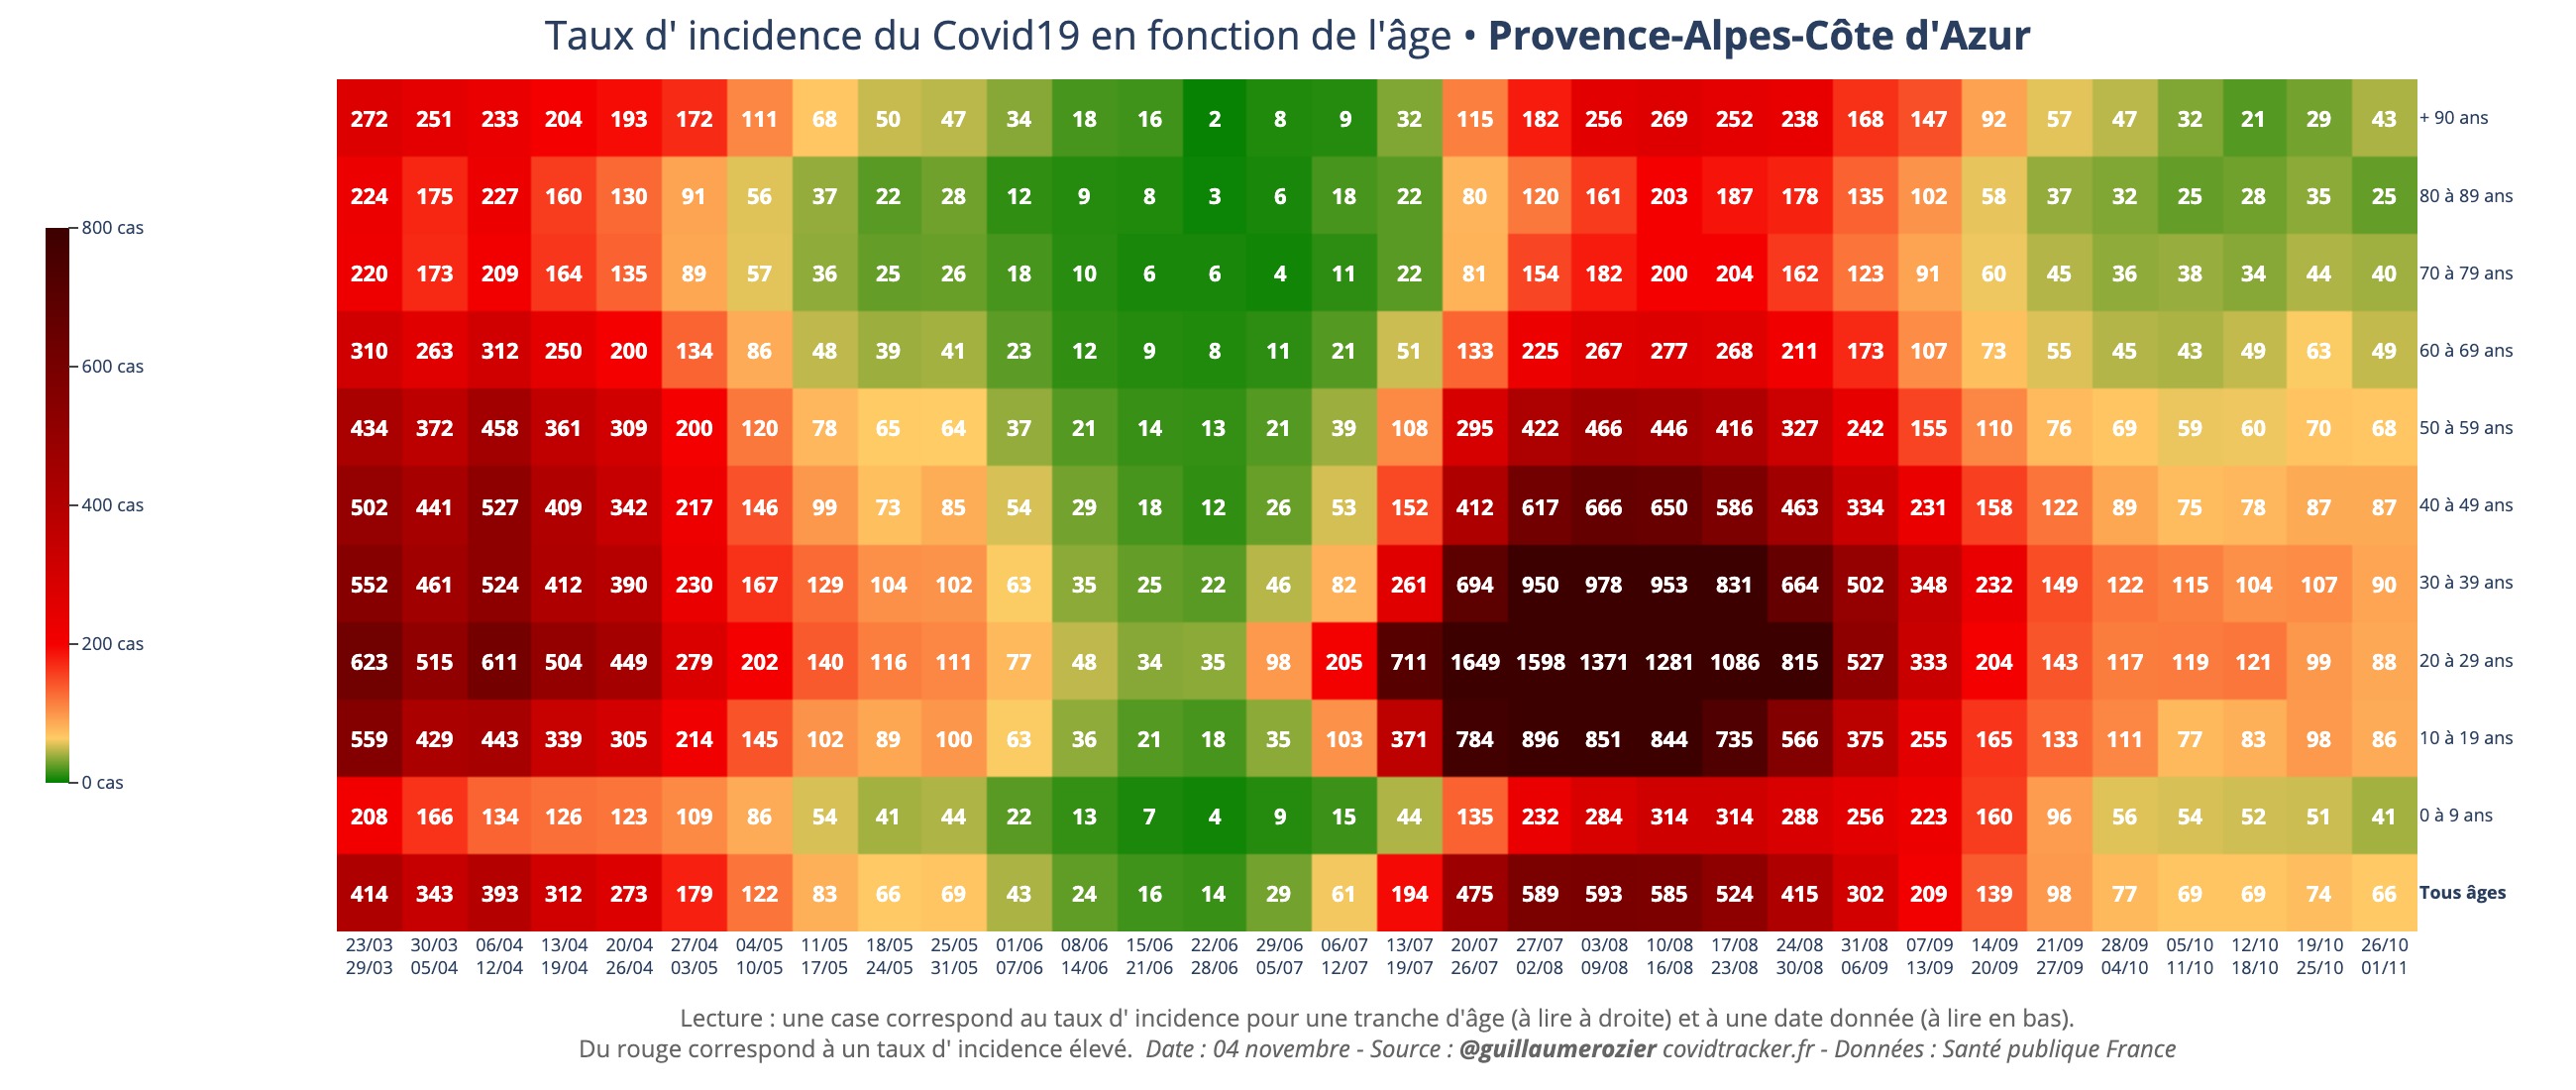 Taux d' incidence du Covid19 en fonction de l'âge • Provence-Alpes-Côte d'Azur
800 cas
600 cas
400 cas
200 cas
0 cas
272 251 233 204 193 172 111 68 50 47 34 18 16 2 8 9 32 115 182 256 269 252 238 168 147 92 57 47 32 21 29 43 + 90 ans
224 175 227 160 130 91 56 37 22 28 12 9 8 3 6 18 22 80 120 161 203 187 178 135 102 58 37 32 25 28 35 25 80 à 89 ans
220 173 209 164 135 89 57 36 25 26 18 10 6 6 4 11 22 81 154 182 200 204 162 123 91 60 45 36 38 34 44 40 70 à 79 ans
310 263 312 250 200 134 86 48 39 41 23 12 9 8 11 21 51 133 225 267 277 268 211 173 107 73 55 45 43 49 63 49 60 à 69 ans
434 372 458 361 309 200 120 78 65 64 37 21 14 13 21 39 108 295 422 466 446 416 327 242 155 110 76 69 59 60 70 68 50 à 59 ans
502 441 527 409 342 217 146 99 73 85 54 29 18 12 26 53 152 412 617 666 650 586 463 334 231 158 122 89 75 78 87 87 40 à 49 ans
552 461 524 412 390 230 167 129 104 102 63 35 25 22 46 82 261 694 950 978 953 831 664 502 348 232 149 122 115 104 107 90 30 à 39 ans
623 515 611 504 449 279 202 140 116 111 77 48 34 35 98 205 711 1649 1598 1371 1281 1086 815 527 333 204 143 117 119 121 99 88 20 à 29 ans
559 429 443 339 305 214 145 102 89 100 63 36 21 18 35 103 371 784 896 851 844 735 566 375 255 165 133 111 77 83 98 86 10 à 19 ans
208 166 134 126 123 109 86 54 41 44 22 13 7 4 9 15 44 135 232 284 314 314 288 256 223 160 96 56 54 52 51 41 0 à 9 ans
414 343 393 312 273 179 122 83 66 69 43 24 16 14 29 61 194 475 589 593 585 524 415 302 209 139 98 77 69 69 74 66 Tous âges
23/03 30/03 06/04 13/04 20/04 27/04 04/05 11/05 18/05 25/05 01/06 08/06 15/06 22/06 29/06 06/07 13/07 20/07 27/07 03/08 10/08 17/08 24/08 31/08 07/09 14/09 21/09 28/09 05/10 12/10 19/10 26/10
29/03 05/04 12/04 19/04 26/04 03/05 10/05 17/05 24/05 31/05 07/06 14/06 21/06 28/06 05/07 12/07 19/07 26/07 02/08 09/08 16/08 23/08 30/08 06/09 13/09 20/09 27/09 04/10 11/10 18/10 25/10 01/11
Lecture : une case correspond au taux d' incidence pour une tranche d'âge (à lire à droite) et à une date donnée (à lire en bas).
Du rouge correspond à un taux d' incidence élevé. Date : 04 novembre - Source : @guillaumerozier covidtracker.fr - Données : Santé publique France